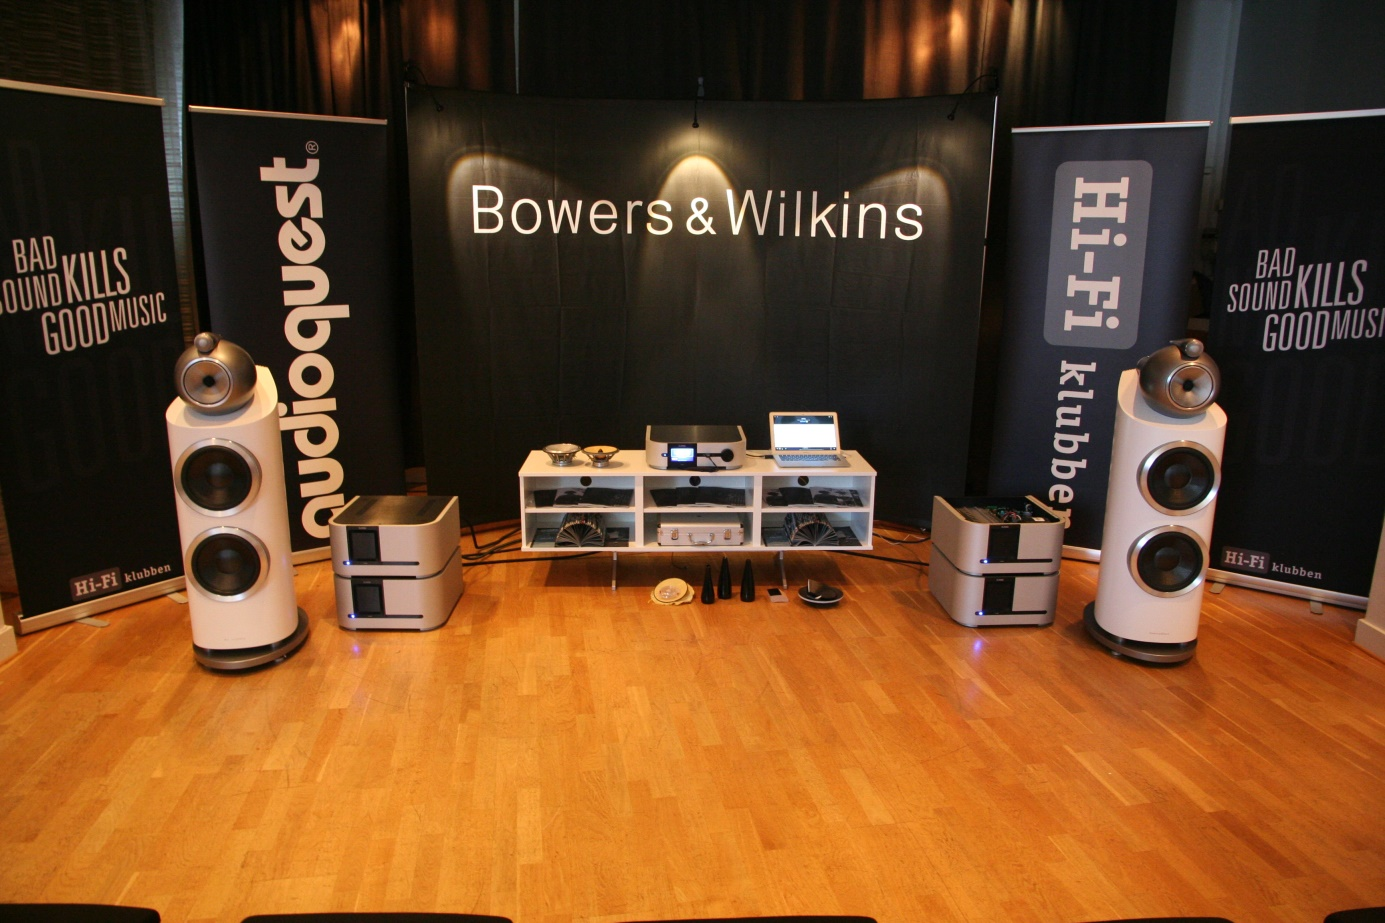 BAD
SOUND KILLS
GOOD MUSIC
Hi-Fi klubben
audioquest®
Bowers & Wilkins
Hi-Fi klubben
BAD
SOUND KILLS
GOOD MUSI
Hi-Fi klubben